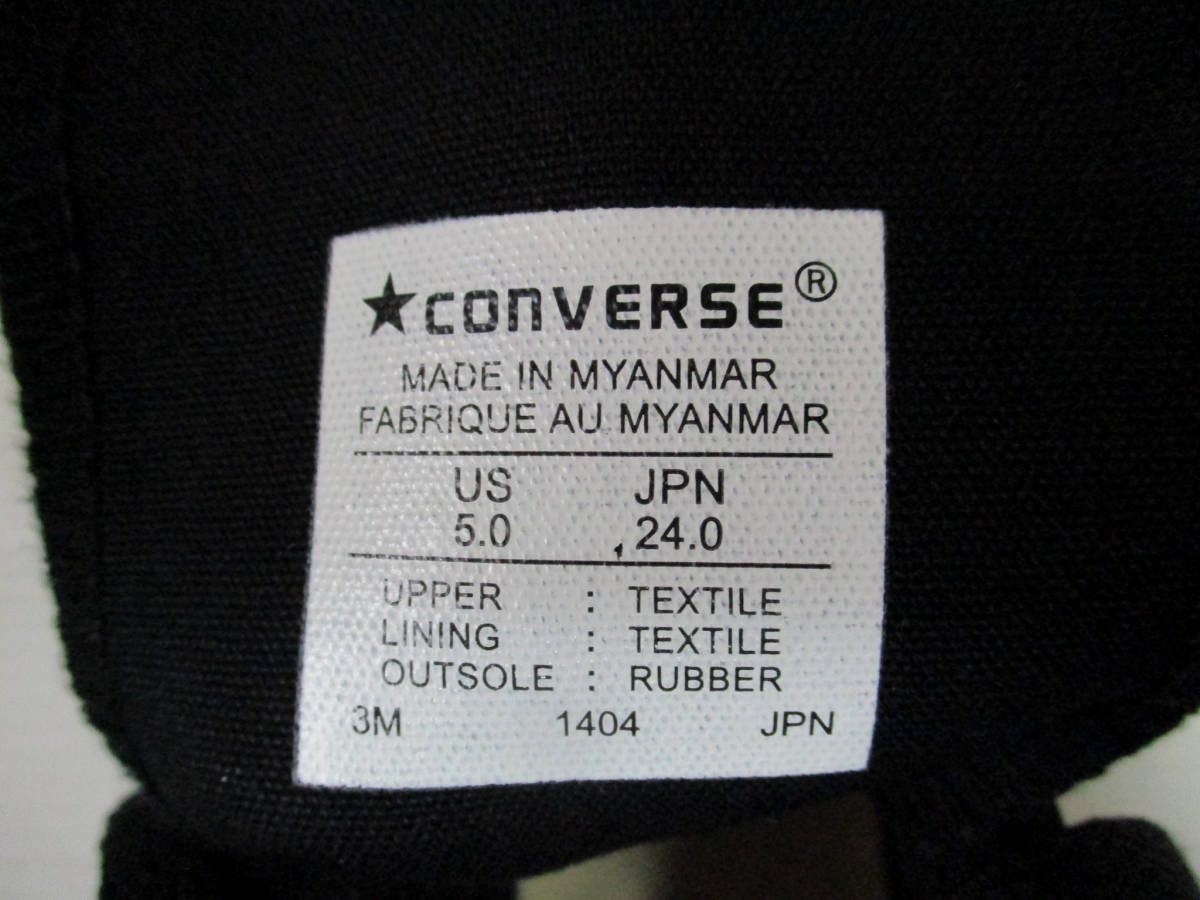 ★CONVERSE®
MADE IN MYANMAR
FABRIQUE AU MYANMAR
US JPN
5.0 24.0
UPPER : TEXTILE
LINING : TEXTILE
OUTSOLE : RUBBER
3M 1404 JPN